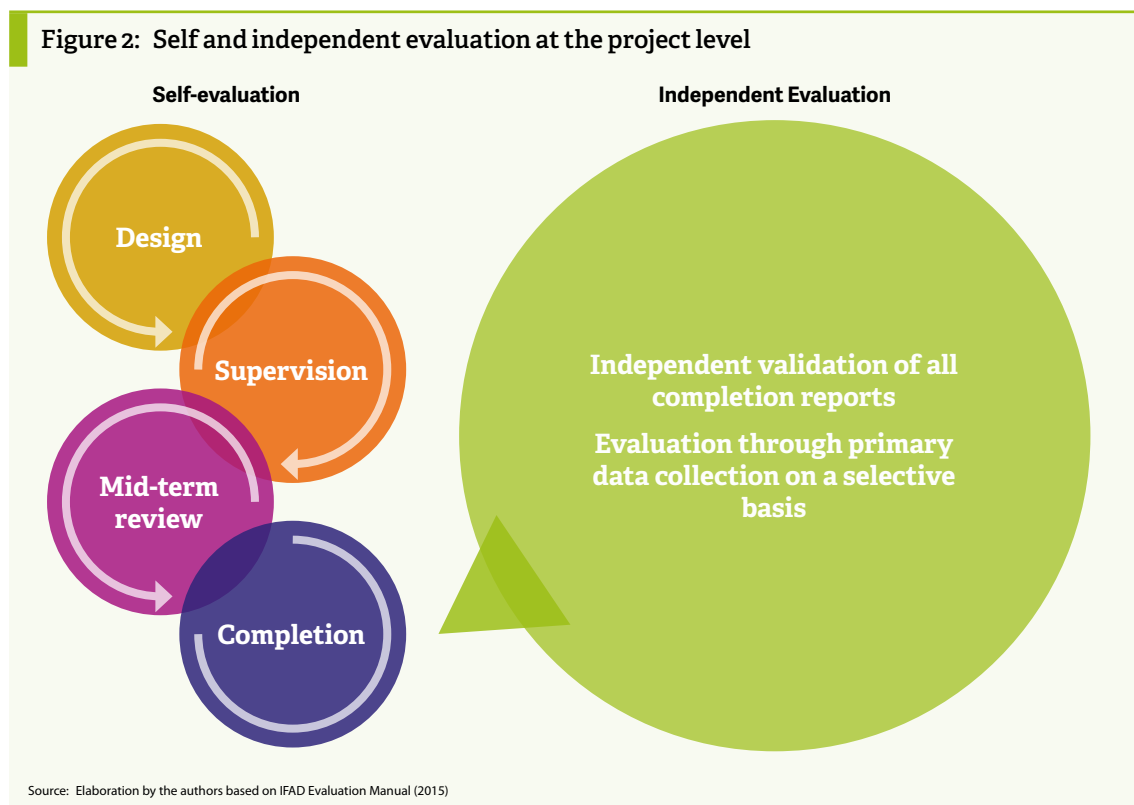 Figure 2: Self and independent evaluation at the project level
Self-evaluation
Design
Supervision
Mid-term
review
Completion
Independent Evaluation
Independent validation of all
completion reports
Evaluation through primary
data collection on a selective
basis
Source: Elaboration by the authors based on IFAD Evaluation Manual (2015)